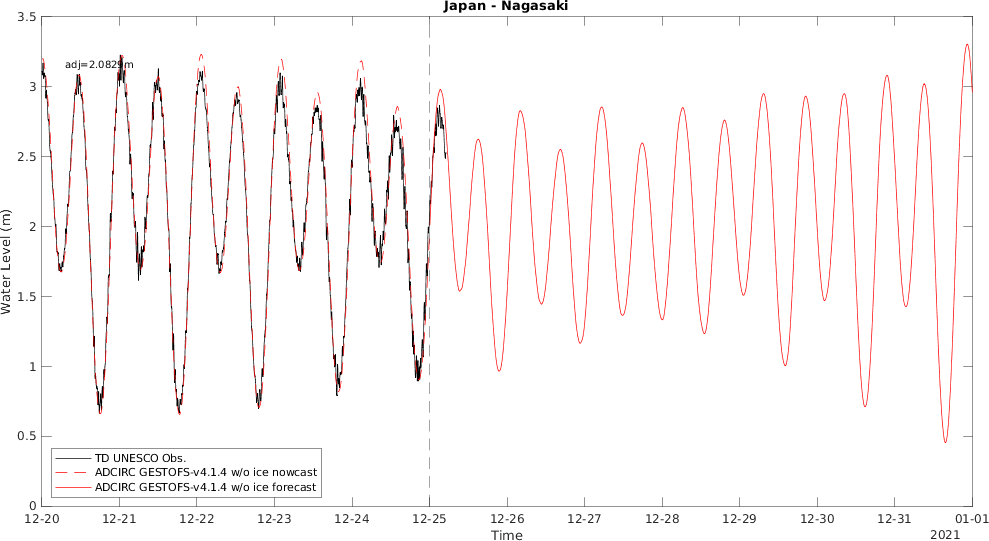 Japan - Nagasaki
3.5
3
2.5
2
1.5
1
0.5
0
Water Level (m)
adj=2.0829m
TD UNESCO Obs.
ADCIRC GESTOFS-v4.1.4 w/o ice nowcast
ADCIRC GESTOFS-v4.1.4 w/o ice forecast
12-20 12-21 12-22 12-23 12-24 12-25 12-26 12-27 12-28 12-29 12-30 12-31 01-01
Time
2021